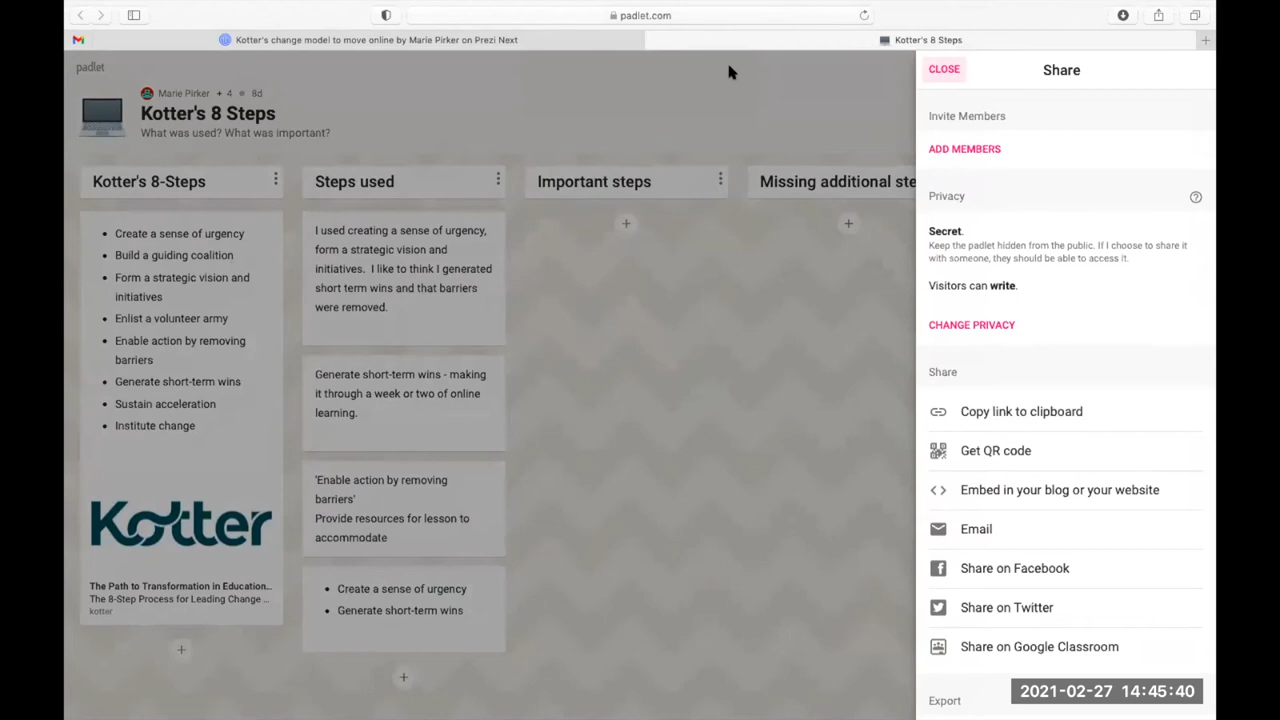 padlet.com
Kotter's change model to move online by Marie Pirker on Prezi Next
Kotter's 8 Steps
padlet
Marie Pirker + 4 8d
Kotter's 8 Steps
What was used? What was important?
Kotter's 8-Steps
Create a sense of urgency
Build a guiding coalition
Form a strategic vision and
initiatives
Enlist a volunteer army
Enable action by removing
barriers
Generate short-term wins
Sustain acceleration
Institute change
Kotter
The Path to Transformation in Education...
The 8-Step Process for Leading Change ...
kotter
Steps used
I used creating a sense of urgency,
form a strategic vision and
initiatives. I like to think I generated
short term wins and that barriers
were removed.
Generate short-term wins - making
it through a week or two of online
learning.
'Enable action by removing
barriers'
Provide resources for lesson to
accommodate
Create a sense of urgency
Generate short-term wins
Important steps
Missing additional ste
CLOSE
Share
Invite Members
ADD MEMBERS
Privacy
Secret.
Keep the padlet hidden from the public. If I choose to share it
with someone, they should be able to access it.
Visitors can write.
CHANGE PRIVACY
Share
Copy link to clipboard
Get QR code
Embed in your blog or your website
Email
Share on Facebook
Share on Twitter
Share on Google Classroom
Export
2021-02-27 14:45:40